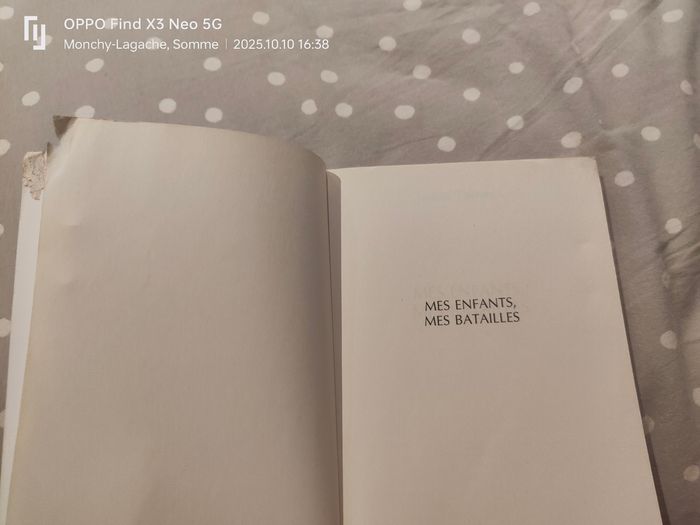 OPPO Find X3 Neo 5G
Monchy-Lagache, Somme | 2025.10.10 16:38
MES ENFANTS,
MES BATAILLES